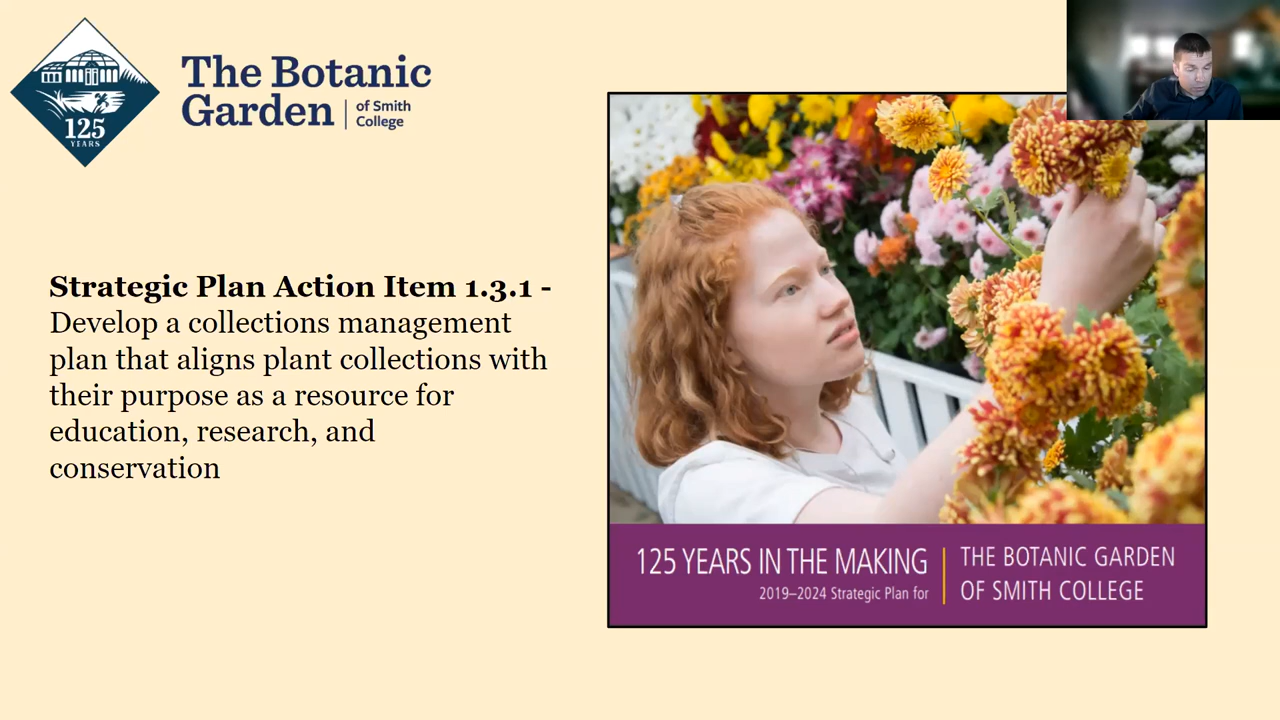 125
YEARS
The Botanic
Garden | of Smith
College
Strategic Plan Action Item 1.3.1 -
Develop a collections management
plan that aligns plant collections with
their purpose as a resource for
education, research, and
conservation
125 YEARS IN THE MAKING
2019–2024 Strategic Plan for
THE BOTANIC GARDEN
OF SMITH COLLEGE